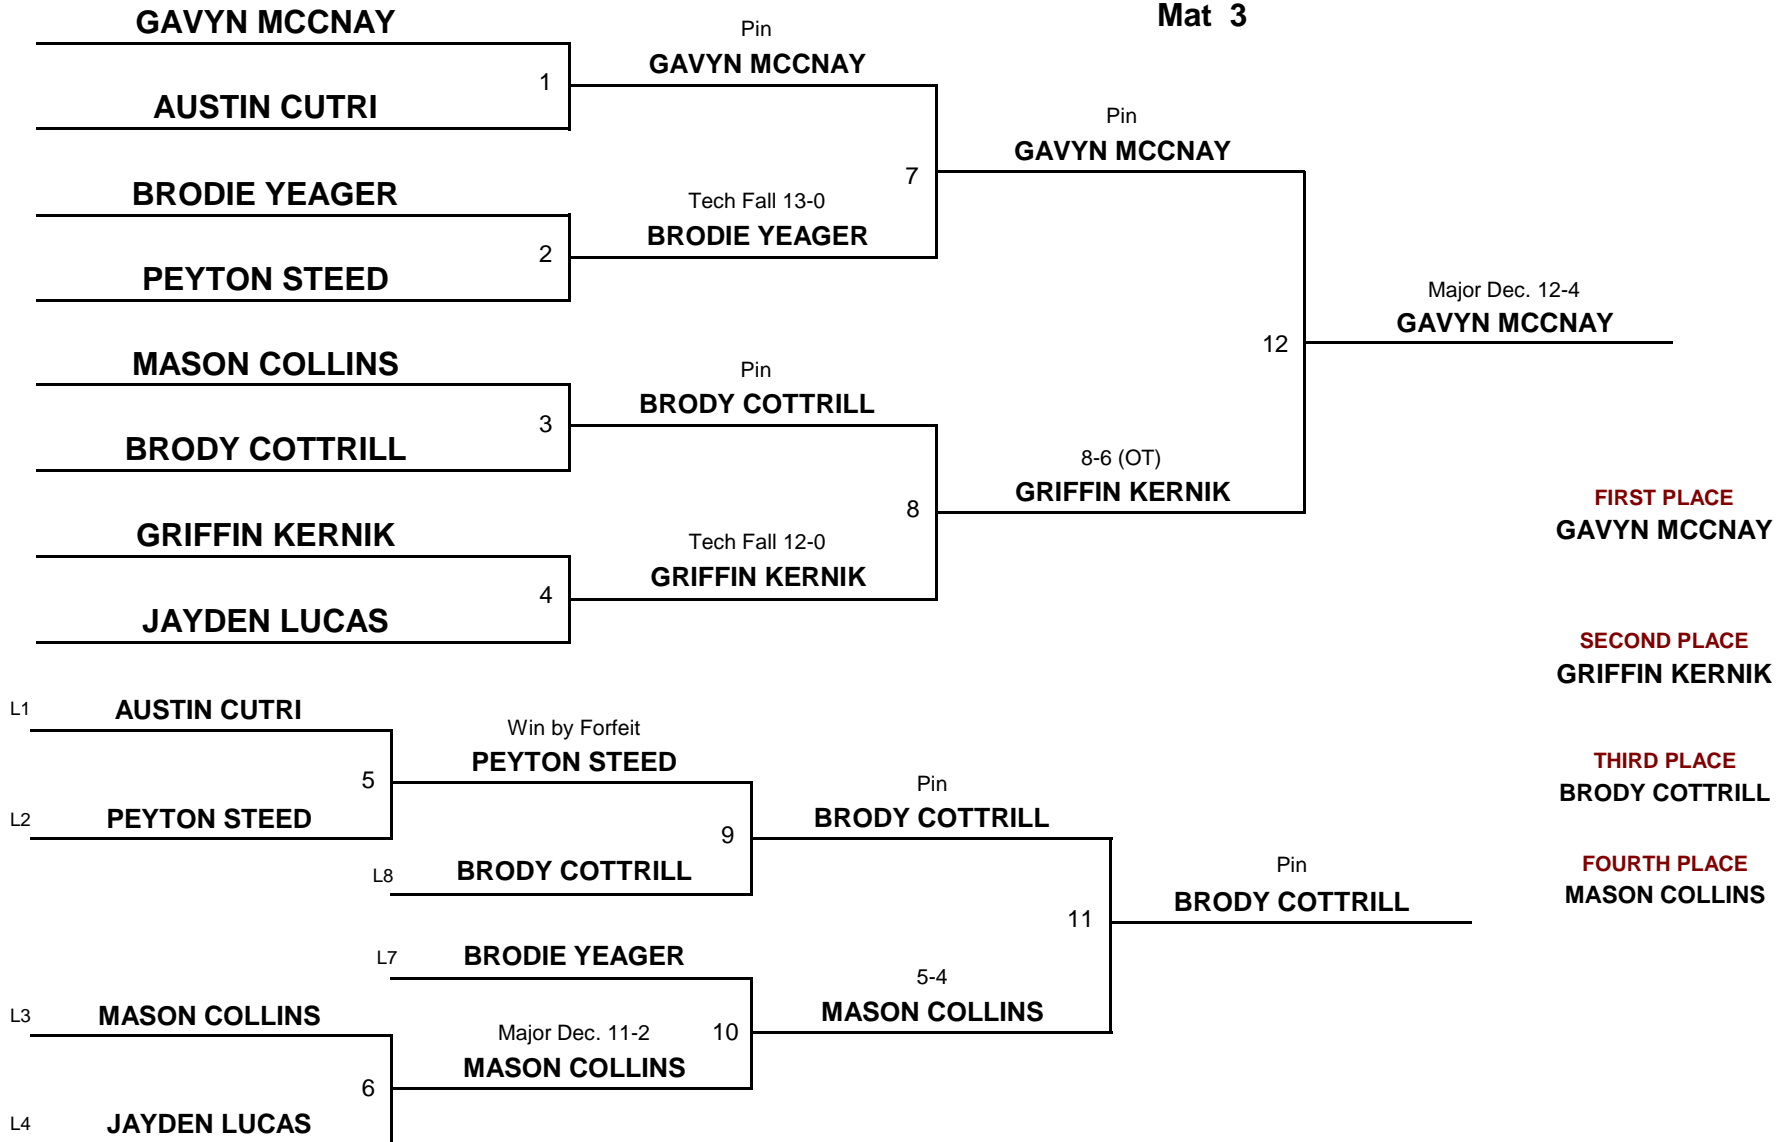 Mat 3
GAVYN MCCNAY
Pin
GAVYN MCCNAY
1
AUSTIN CUTRI
Pin
GAVYN MCCNAY
7
BRODIE YEAGER
Tech Fall 13-0
BRODIE YEAGER
2
PEYTON STEED
Major Dec. 12-4
GAVYN MCCNAY
12
MASON COLLINS
Pin
BRODY COTTRILL
3
BRODY COTTRILL
8-6 (OT)
GRIFFIN KERNIK
8
GRIFFIN KERNIK
Tech Fall 12-0
GRIFFIN KERNIK
4
JAYDEN LUCAS
FIRST PLACE
GAVYN MCCNAY
SECOND PLACE
GRIFFIN KERNIK
THIRD PLACE
BRODY COTTRILL
FOURTH PLACE
MASON COLLINS
L1 AUSTIN CUTRI
Win by Forfeit
PEYTON STEED
5
L2 PEYTON STEED
Pin
BRODY COTTRILL
9
L8 BRODY COTTRILL
Pin
BRODY COTTRILL
11
L7 BRODIE YEAGER
5-4
MASON COLLINS
L3 MASON COLLINS
Major Dec. 11-2
10
MASON COLLINS
6
L4 JAYDEN LUCAS